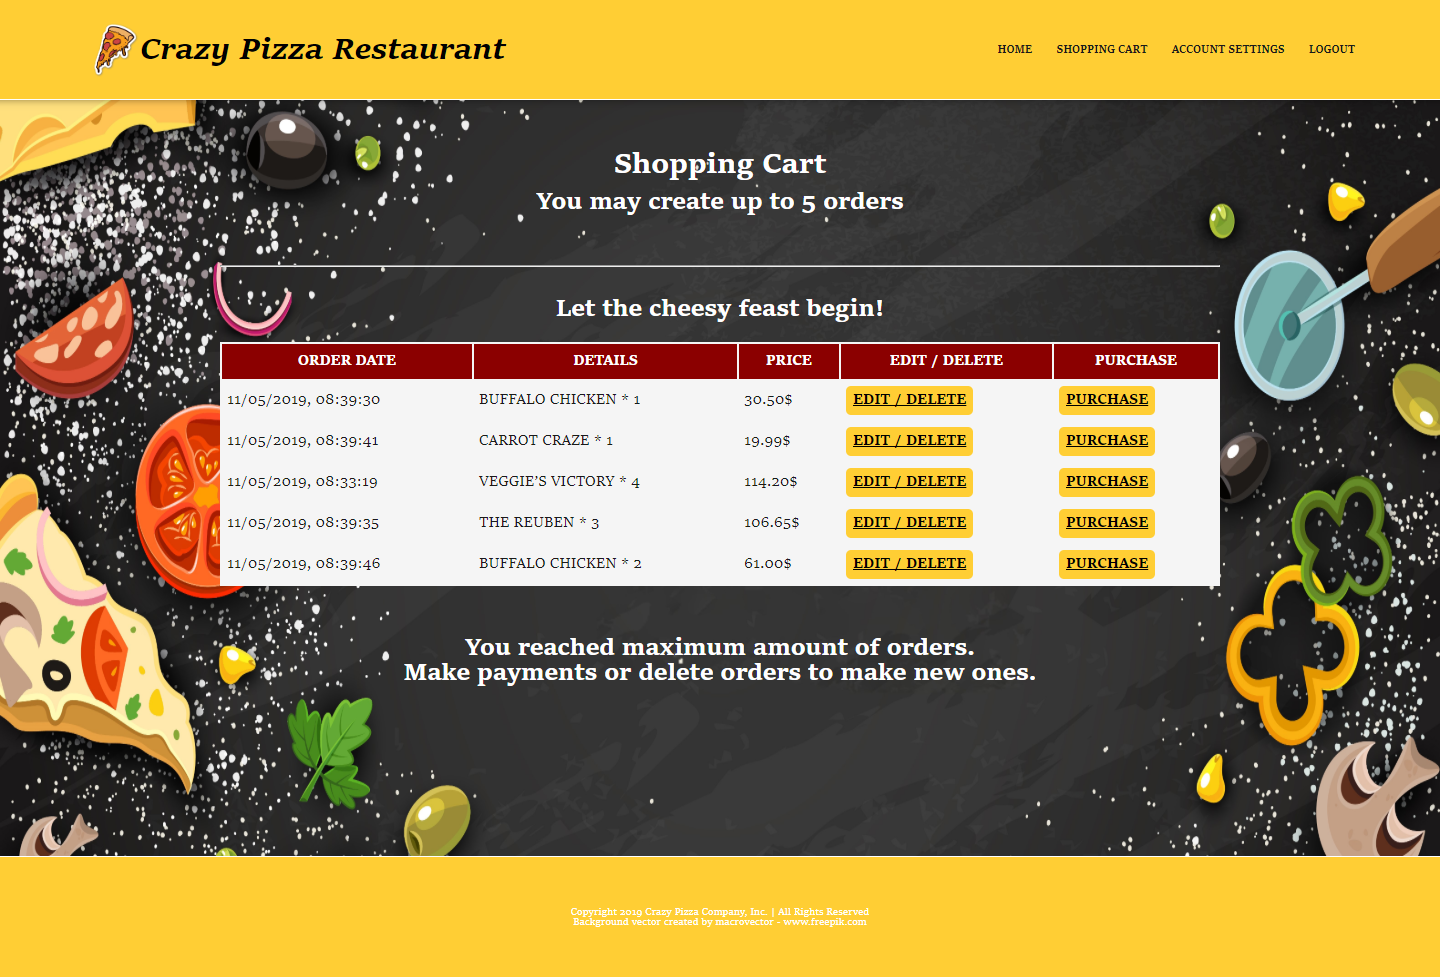 Crazy Pizza Restaurant
HOME SHOPPING CART ACCOUNT SETTINGS LOGOUT
Shopping Cart
You may create up to 5 orders
Let the cheesy feast begin!
ORDER DATE DETAILS PRICE EDIT / DELETE PURCHASE
11/05/2019, 08:39:30 BUFFALO CHICKEN * 1 30.50$ EDIT / DELETE PURCHASE
11/05/2019, 08:39:41 CARROT CRAZE * 1 19.99$ EDIT / DELETE PURCHASE
11/05/2019, 08:33:19 VEGGIE'S VICTORY * 4 114.20$ EDIT / DELETE PURCHASE
11/05/2019, 08:39:35 THE REUBEN * 3 106.65$ EDIT / DELETE PURCHASE
11/05/2019, 08:39:46 BUFFALO CHICKEN * 2 61.00$ EDIT / DELETE PURCHASE
You reached maximum amount of orders.
Make payments or delete orders to make new ones.
Copyright 2019 Crazy Pizza Company, Inc. | All Rights Reserved
Background vector created by macrovector - www.freepik.com